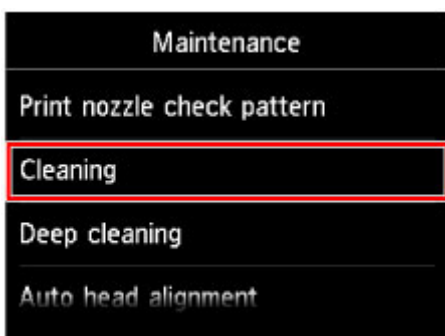 Maintenance
Print nozzle check pattern
Cleaning
Deep cleaning
Auto head alignment